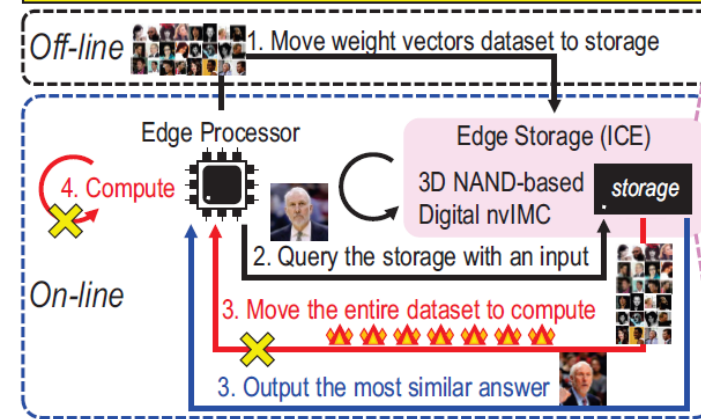 Off-line
1. Move weight vectors dataset to storage
Edge Processor
Edge Storage (ICE)
4. Compute
3D NAND-based
Digital nvIMC
storage
2. Query the storage with an input
On-line
3. Move the entire dataset to compute
3. Output the most similar answer